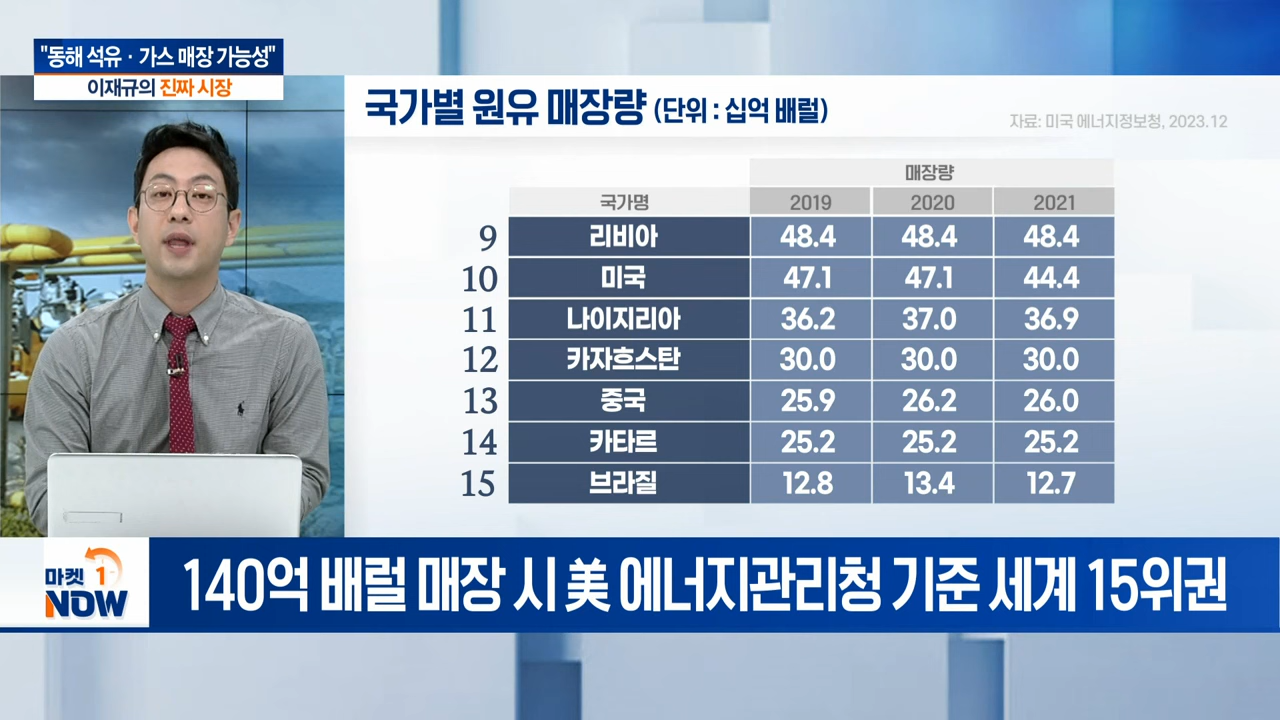 "동해 석유·가스 매장 가능성"
이재규의 진짜 시장
국가별 원유 매장량 (단위 : 십억 배럴)
자료: 미국 에너지정보청, 2023.12
매장량
국가명 2019 2020 2021
9 리비아 48.4 48.4 48.4
10 미국 47.1 47.1 44.4
11 나이지리아 36.2 37.0 36.9
12 카자흐스탄 30.0 30.0 30.0
13 중국 25.9 26.2 26.0
14 카타르 25.2 25.2 25.2
15 브라질 12.8 13.4 12.7
마켓 1
NOW
140억 배럴 매장 시 美 에너지관리청 기준 세계 15위권